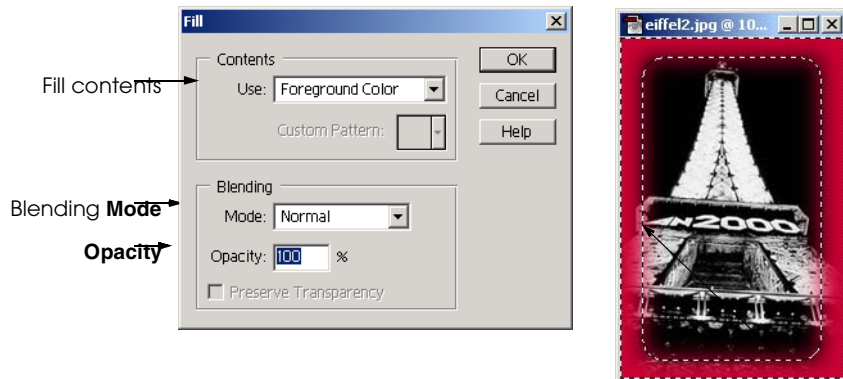 Fill
Fill contents
Contents
Use: Foreground Color
Custom Pattern:
OK
Cancel
Help
Blending Mode
Opacity
Blending
Mode: Normal
Opacity: 100 %
Preserve Transparency
eiffel2.jpg @ 10...
AN2000